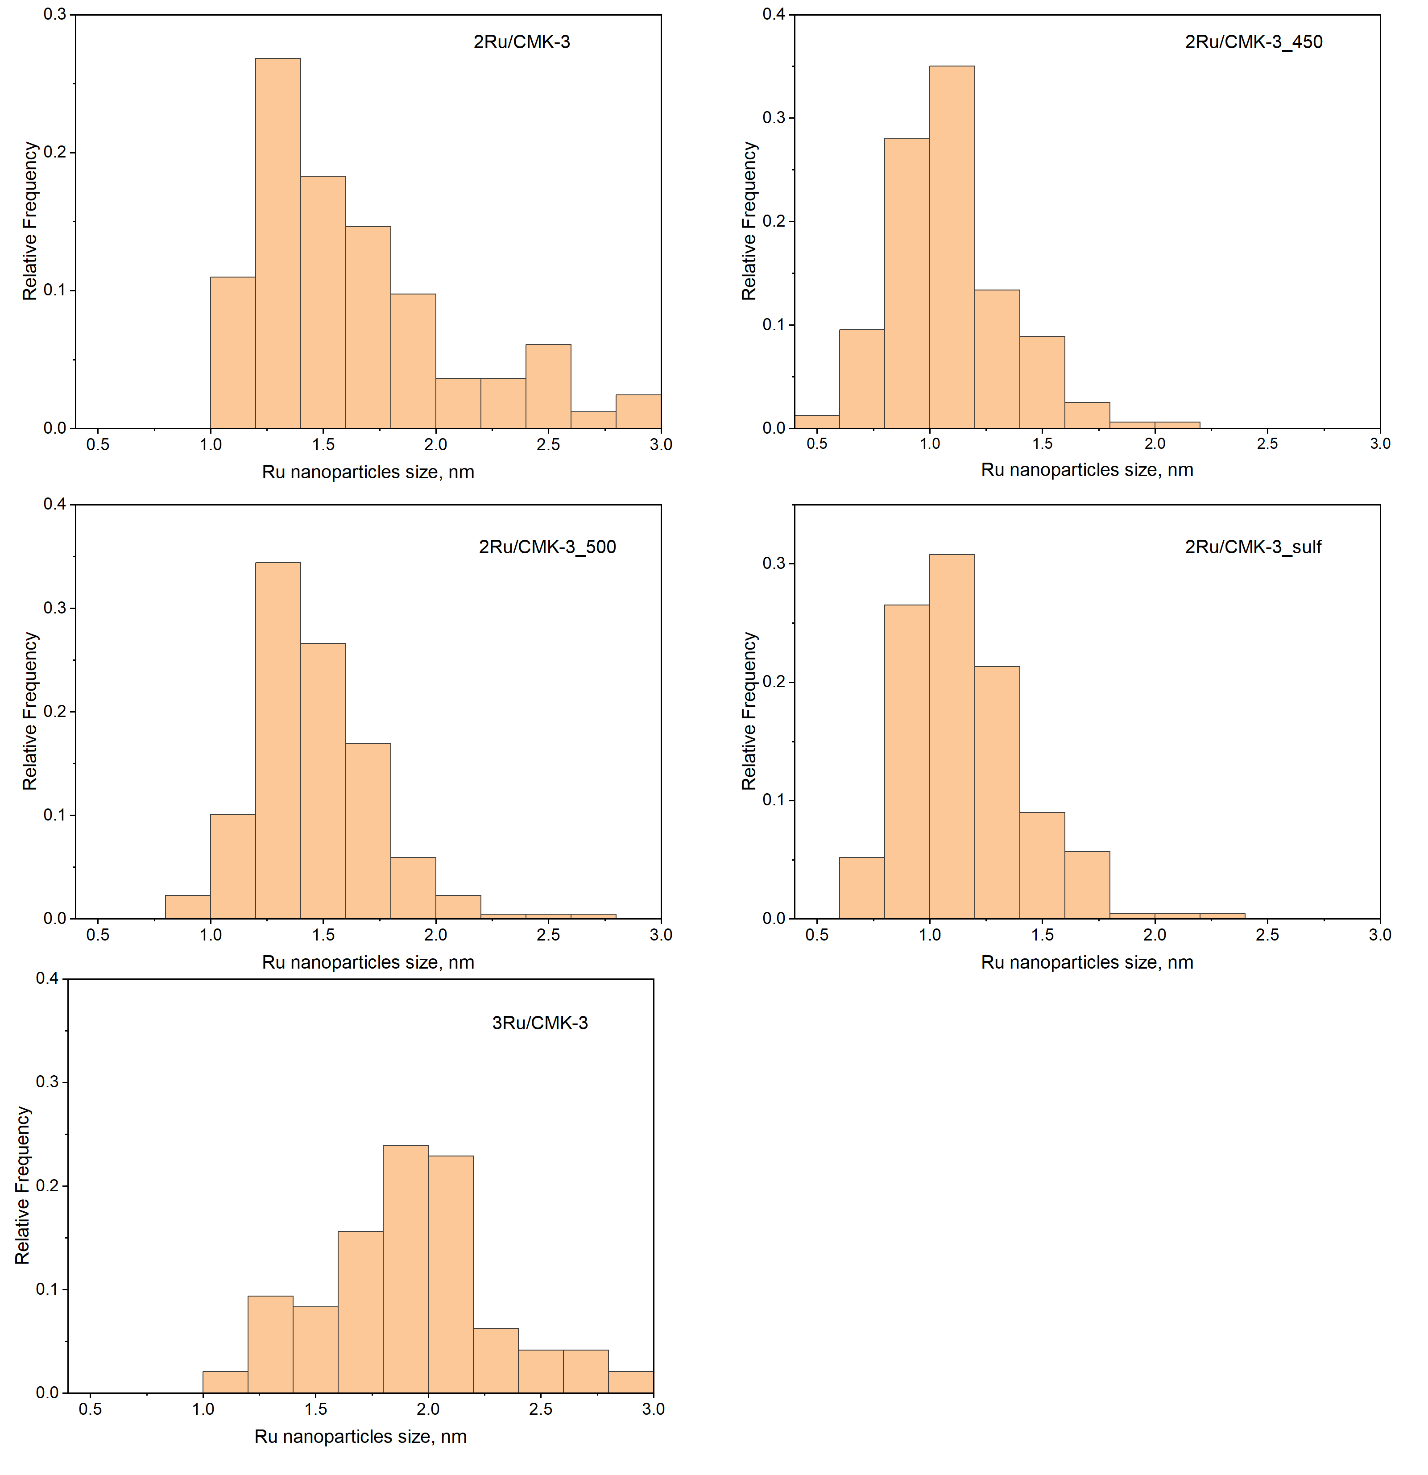 2Ru/CMK-3
Relative Frequency
0.3
0.2
0.1
0.0
0.5 1.0 1.5 2.0 2.5 3.0
Ru nanoparticles size, nm
2Ru/CMK-3_450
Relative Frequency
0.4
0.3
0.2
0.1
0.0
0.5 1.0 1.5 2.0 2.5 3.0
Ru nanoparticles size, nm
2Ru/CMK-3_500
Relative Frequency
0.4
0.3
0.2
0.1
0.0
0.5 1.0 1.5 2.0 2.5 3.0
Ru nanoparticles size, nm
2Ru/CMK-3_sulf
Relative Frequency
0.3
0.2
0.1
0.0
0.5 1.0 1.5 2.0 2.5 3.0
Ru nanoparticles size, nm
3Ru/CMK-3
Relative Frequency
0.4
0.3
0.2
0.1
0.0
0.5 1.0 1.5 2.0 2.5 3.0
Ru nanoparticles size, nm